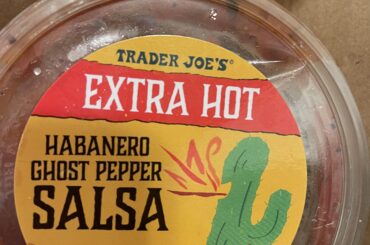 TRADER JOE'S®
EXTRA HOT
HABANERO
GHOST PEPPER
SALSA